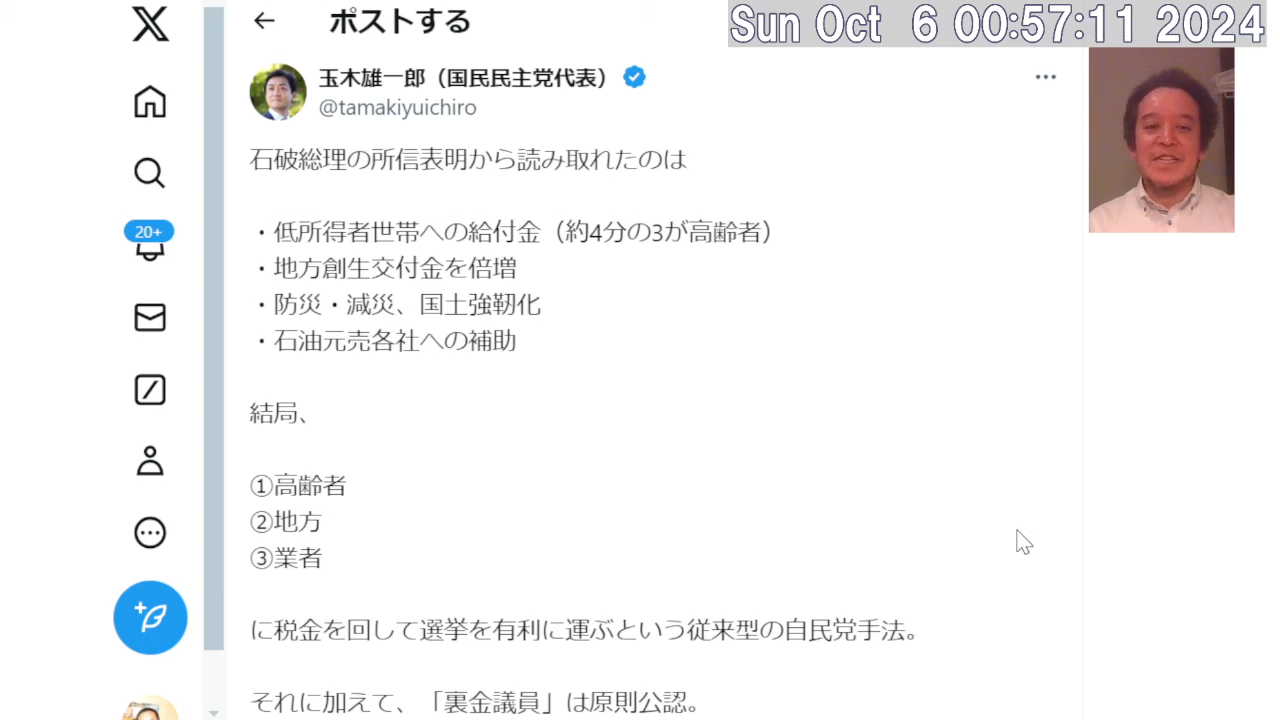 ポストする
Sun Oct 6 00:57:11 2024
玉木雄一郎（国民民主党代表）
@tamakiyuichiro
石破総理の所信表明から読み取れたのは
・低所得者世帯への給付金（約4分の3が高齢者）
20+
・地方創生交付金を倍増
・防災・減災、国土強靭化
・石油元売各社への補助
結局、
①高齢者
②地方
③業者
に税金を回して選挙を有利に運ぶという従来型の自民党手法。
それに加えて、「裏金議員」は原則公認。